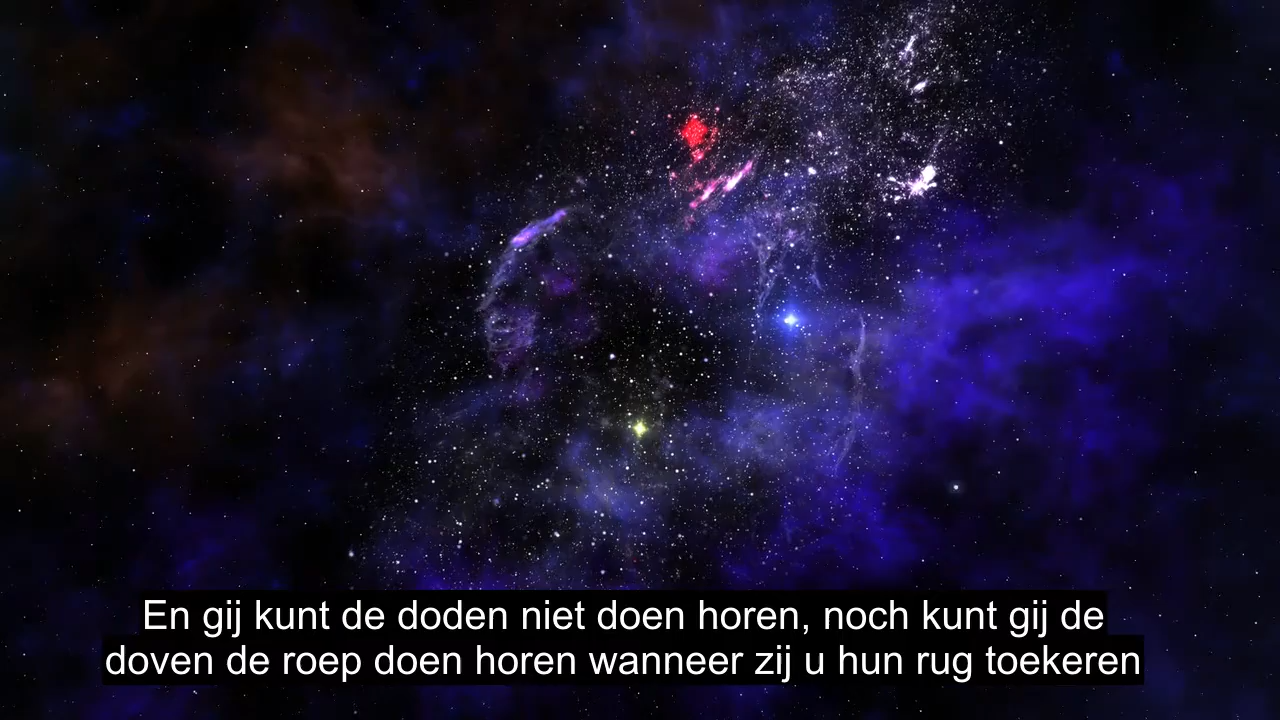 En gij kunt de doden niet doen horen, noch kunt gij de
doven de roep doen horen wanneer zij u hun rug toekeren